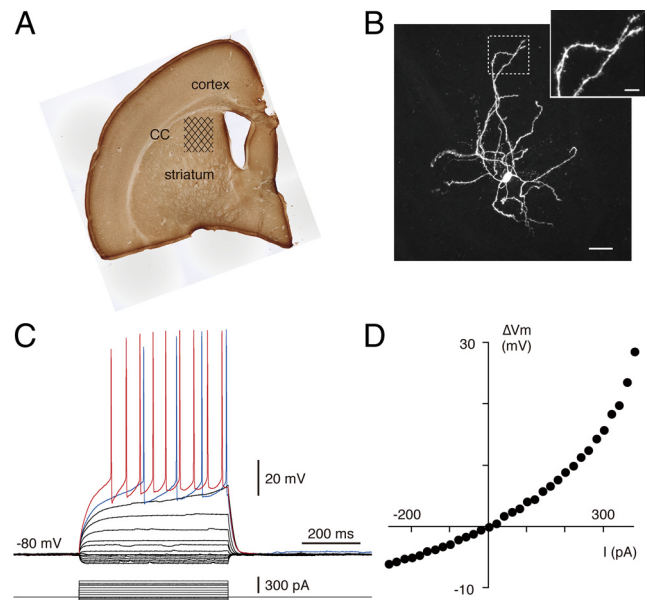 A
cortex
CC
striatum
B
C
20 mV
-80 mV
200 ms
300 pA
D
ΔVm
(mV)
30
-200
300
I (pA)
-10